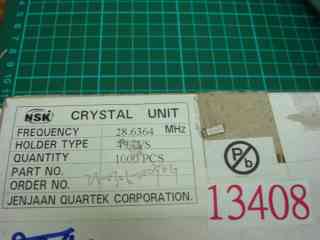 NSK CRYSTAL UNIT
FREQUENCY 28.6364 MHz
HOLDER TYPE
QUANTITY 1000 PCS
PART NO.
ORDER NO.
JENJAAN QUARTEK CORPORATION.
Pb
13408